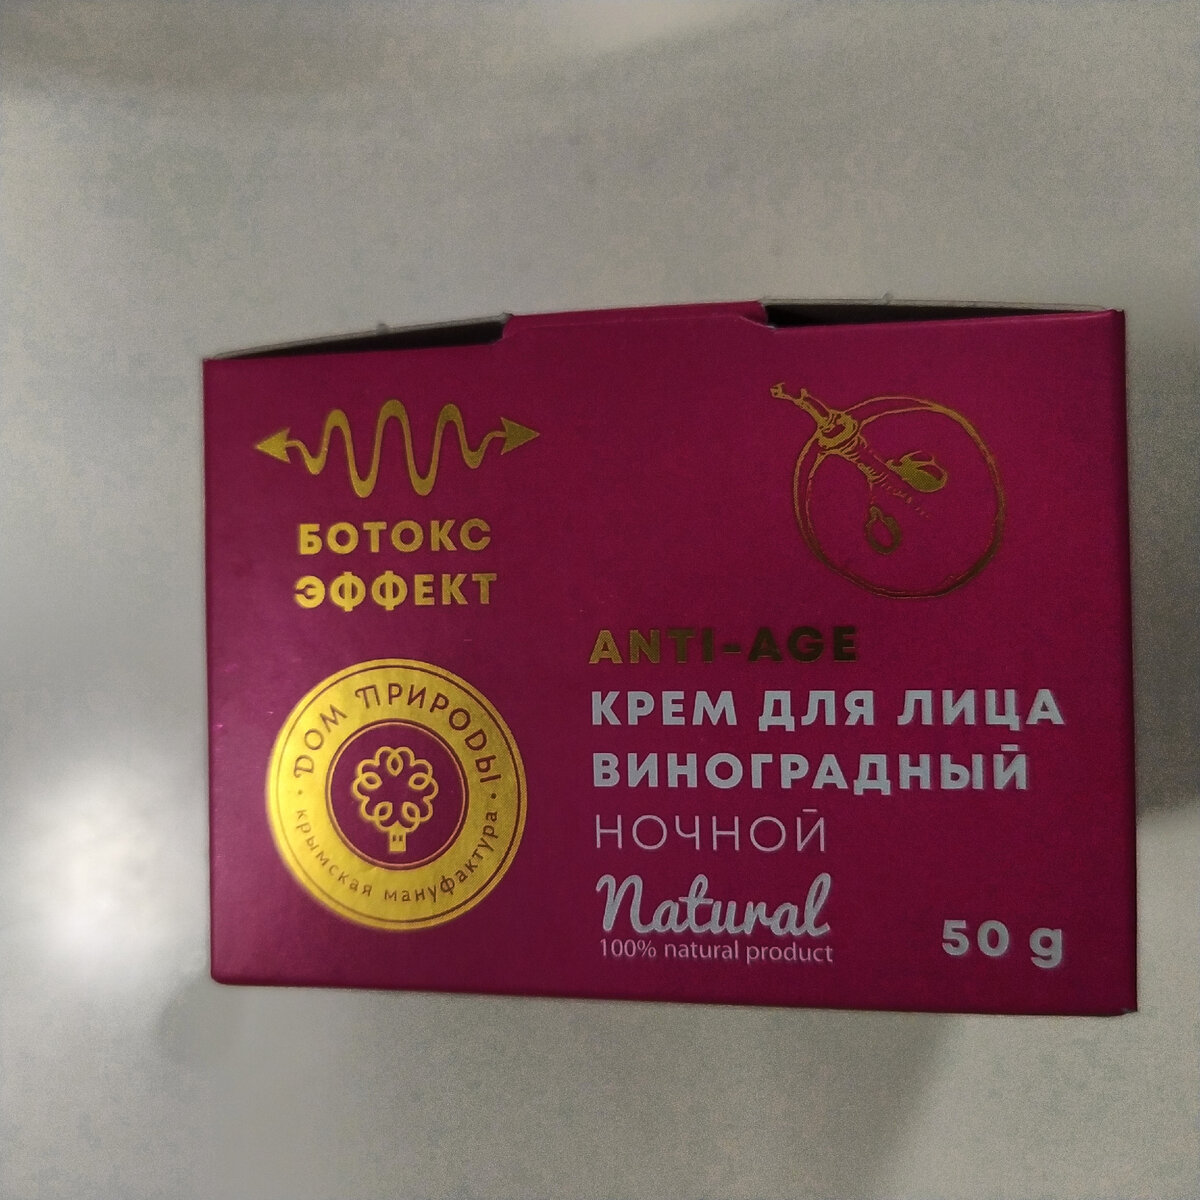 БОТОКС
ЭФФЕКТ
ДОМ ПРИРОДЫ
крымская мануфактура
ANTI-AGE
КРЕМ ДЛЯ ЛИЦА
ВИНОГРАДНЫЙ
НОЧНОЙ
Natural
100% natural product
50 g